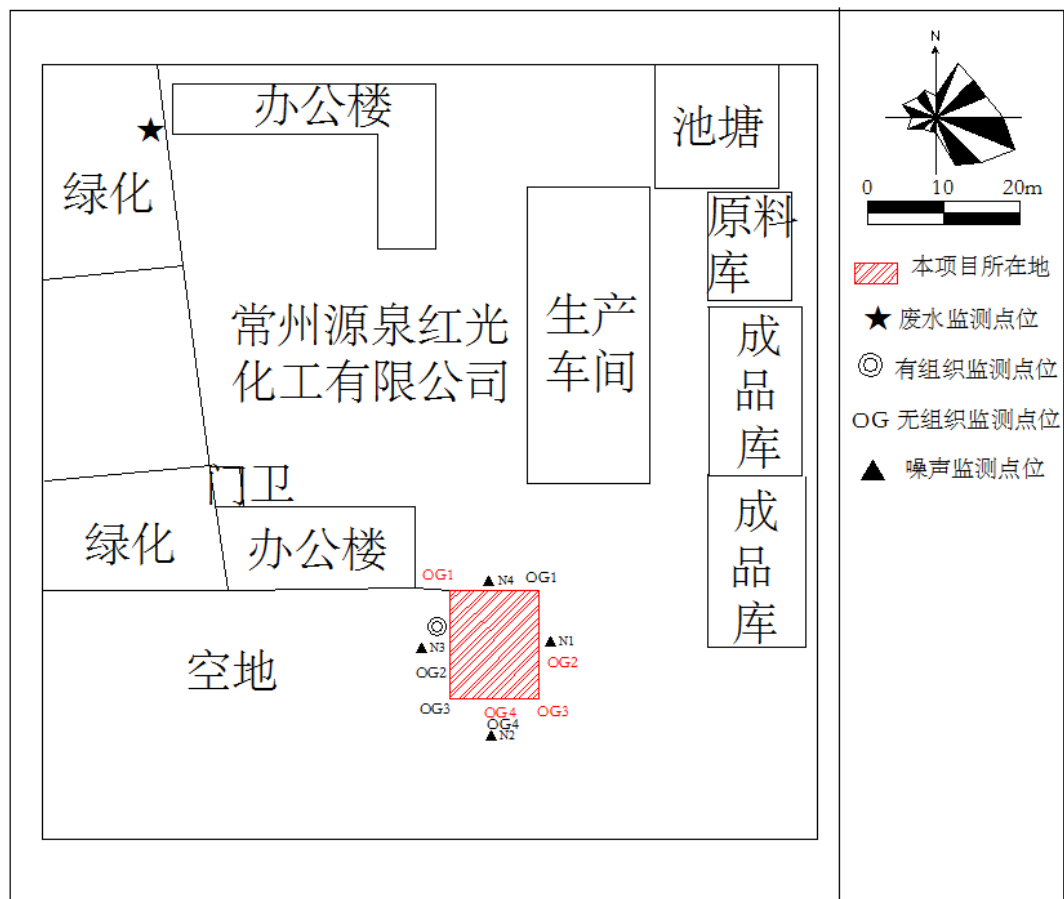 办公楼
池塘
绿化
原料
库
常州源泉红光
化工有限公司
生产
车间
成
品
库
门卫
绿化
办公楼
成
品
库
OG1
N4
OG1
N3
N1
OG2
OG2
空地
OG3
OG4
OG3
OG4
N2
N
0 10 20m
本项目所在地
废水监测点位
有组织监测点位
OG 无组织监测点位
噪声监测点位